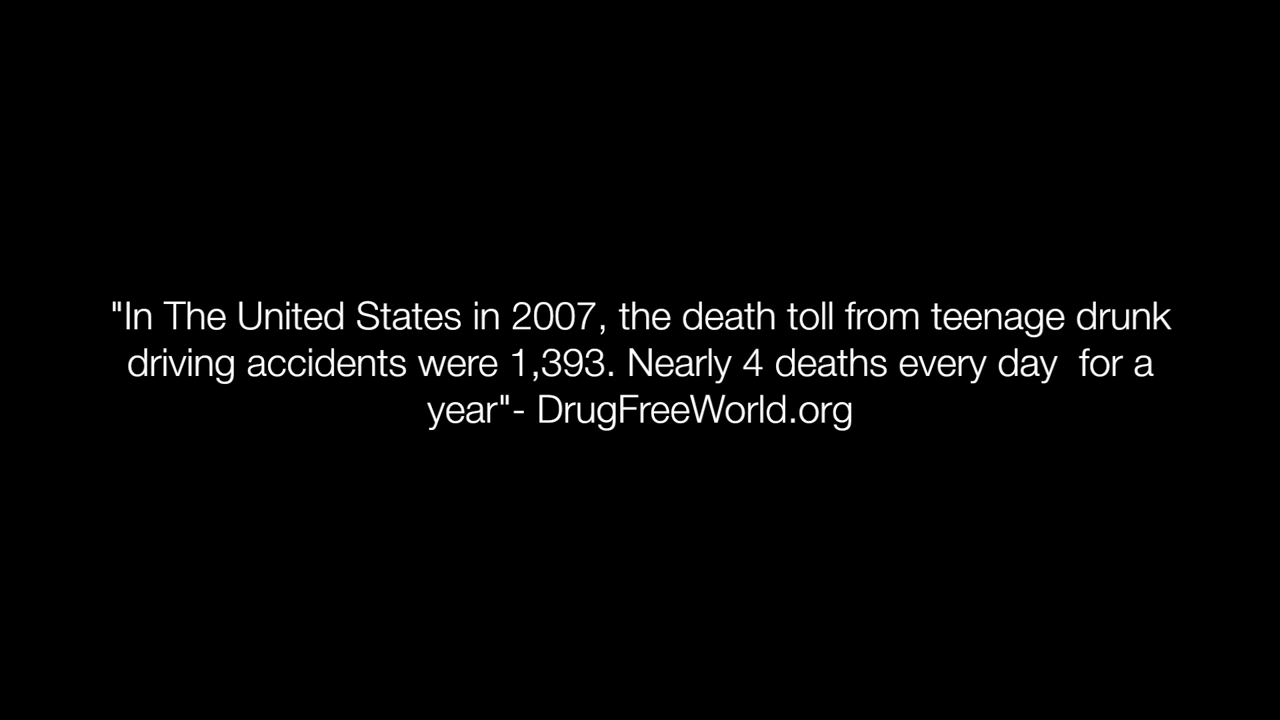 "In The United States in 2007, the death toll from teenage drunk
driving accidents were 1,393. Nearly 4 deaths every day  for a
year"- DrugFreeWorld.org